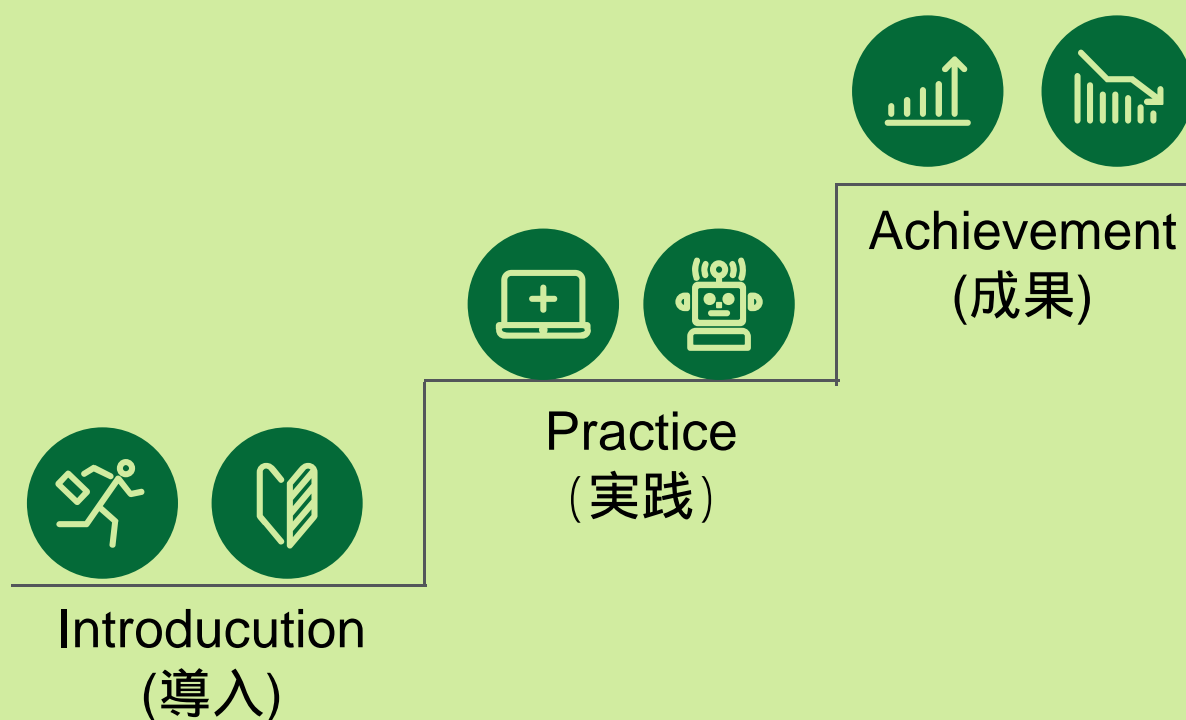 Achievement
(成果)
Practice
（実践）
Introducution
(導入)